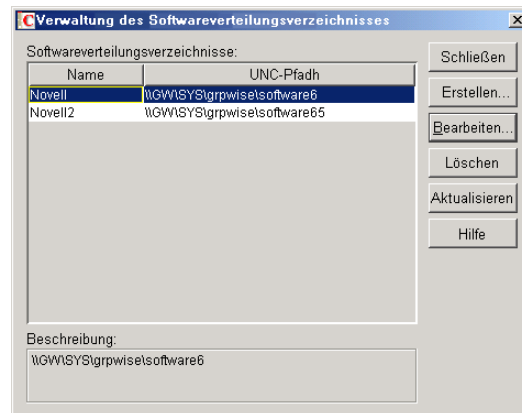 Verwaltung des Softwareverteilungsverzeichnisses
Softwareverteilungsverzeichnisse:
Name UNC-Pfadh
Novell \\GW\SYS\grpwise\software6
Novell2 \\GW\SYS\grpwise\software65
Schließen
Erstellen...
Bearbeiten...
Löschen
Aktualisieren
Hilfe
Beschreibung:
\\GW\SYS\grpwise\software6